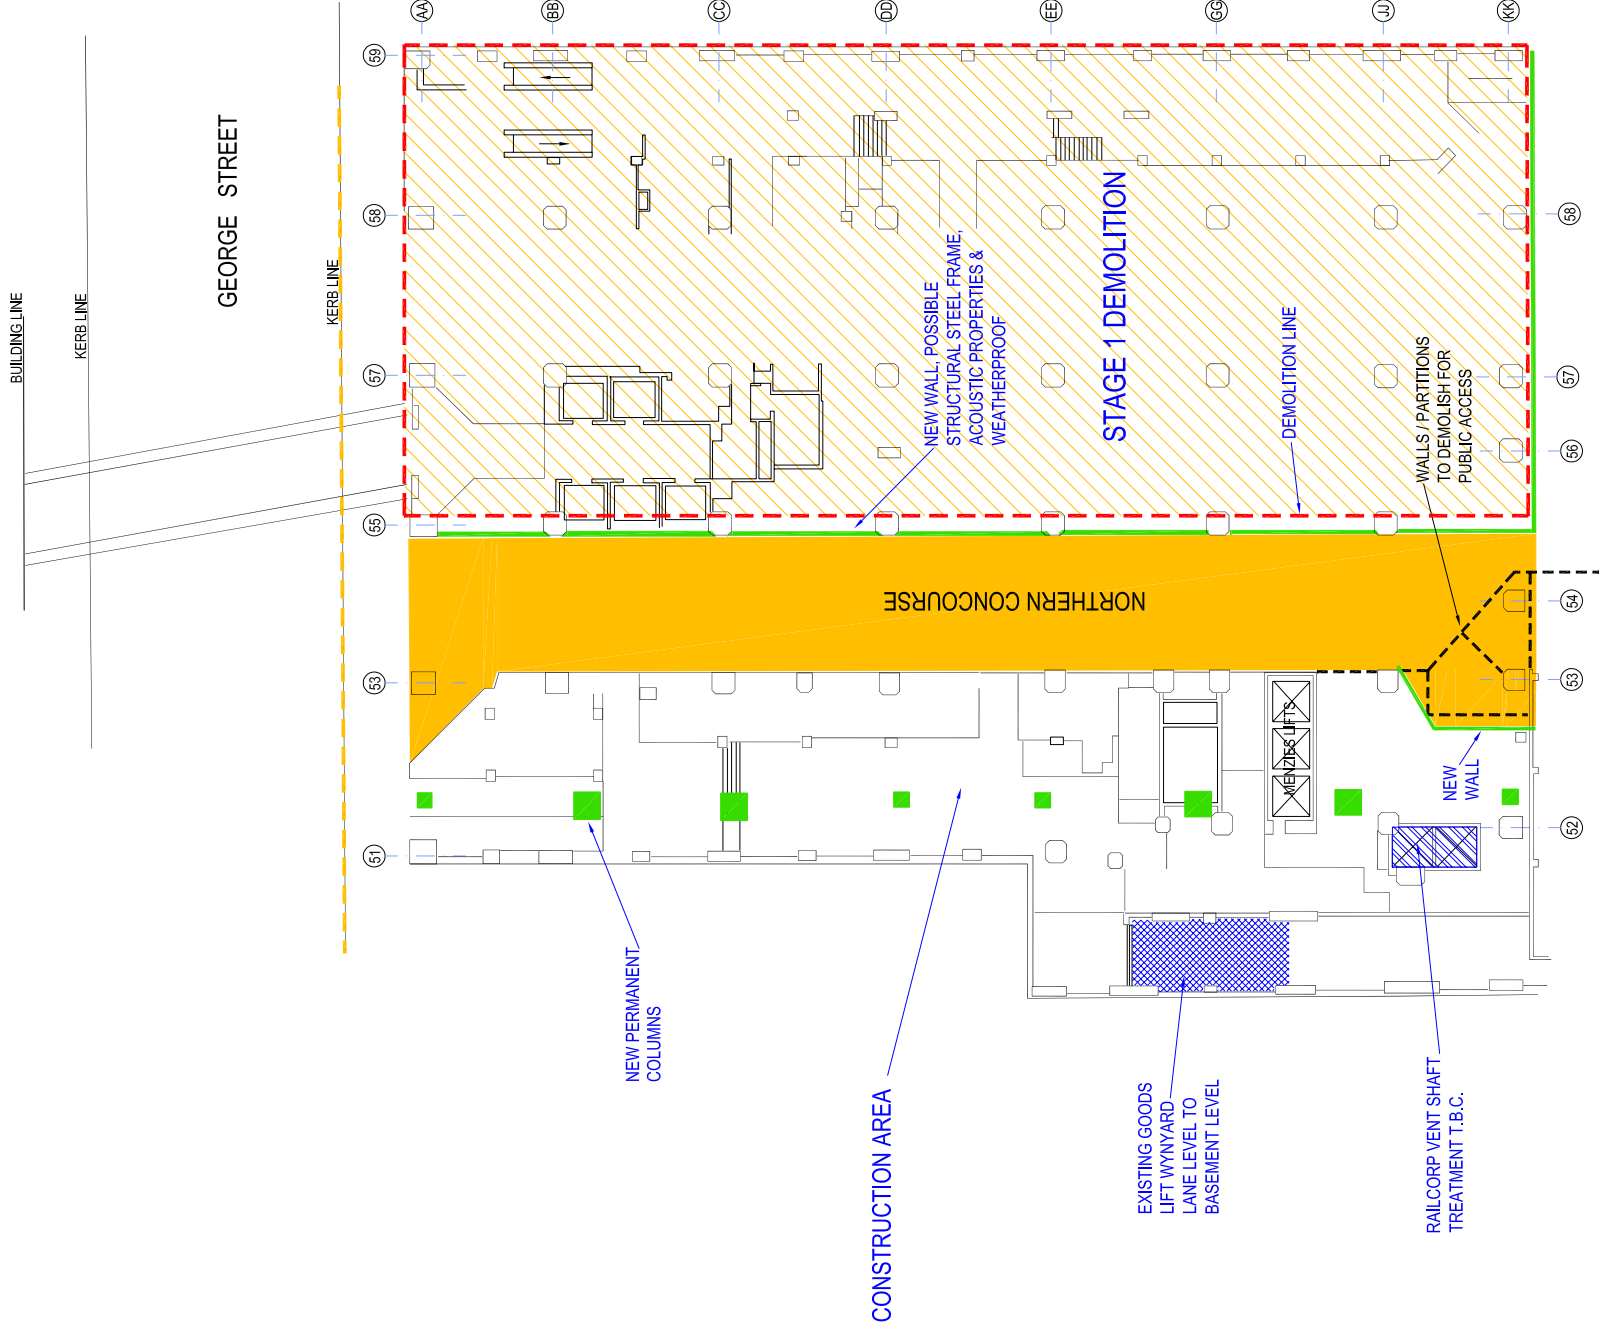 BUILDING LINE
KERB LINE
GEORGE STREET
KERB LINE
AA
BB
CC
DD
EE
GG
JJ
KK
59
58
57
55
53
51
58
57
56
54
53
52
STAGE 1 DEMOLITION
NEW WALL, POSSIBLE
STRUCTURAL STEEL FRAME,
ACOUSTIC PROPERTIES &
WEATHERPROOF
DEMOLITION LINE
WALLS / PARTITIONS
TO DEMOLISH FOR
PUBLIC ACCESS
NORTHERN CONCOURSE
MENZIES LIFTS
NEW
WALL
NEW PERMANENT
COLUMNS
CONSTRUCTION AREA
EXISTING GOODS
LIFT WYNYARD
LANE LEVEL TO
BASEMENT LEVEL
RAILCORP VENT SHAFT
TREATMENT T.B.C.